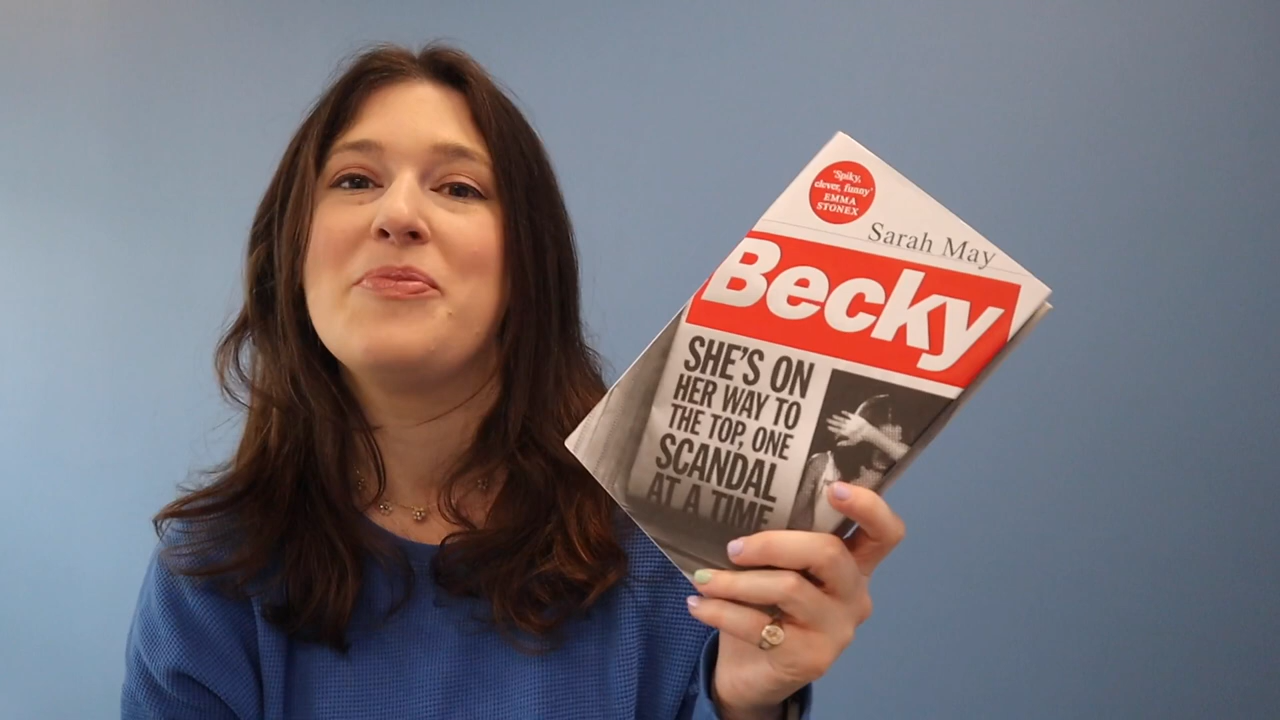 'Spiky,
clever, funny'
EMMA
STONEX
Sarah May
Becky
SHE'S ON
HER WAY TO
THE TOP, ONE
SCANDAL
AT A TIME